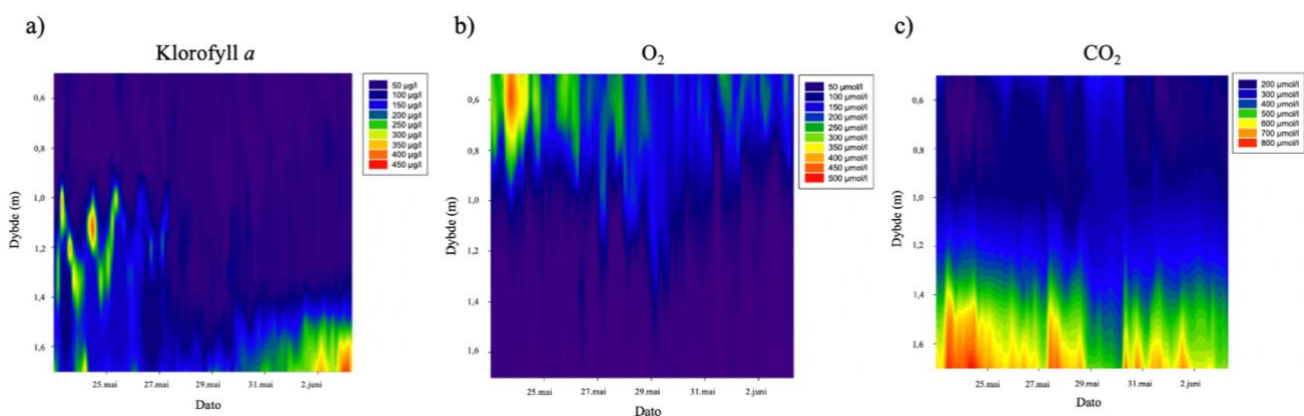 a)
Klorofyll a
50 µg/l
100 µg/l
150 µg/l
200 µg/l
250 µg/l
300 µg/l
350 µg/l
400 µg/l
450 µg/l
Dybde (m)
0,6
0,8
1,0
1,2
1,4
1,6
25.mai
27.mai
29.mai
31.mai
2.juni
Dato
b)
O₂
50 µmol/l
100 µmol/l
150 µmol/l
200 µmol/l
250 µmol/l
300 µmol/l
350 µmol/l
400 µmol/l
450 µmol/l
500 µmol/l
Dybde (m)
0,6
0,8
1,0
1,2
1,4
1,6
25.mai
27.mai
29.mai
31.mai
2.juni
Dato
c)
CO₂
200 µmol/l
300 µmol/l
400 µmol/l
500 µmol/l
600 µmol/l
700 µmol/l
800 µmol/l
Dybde (m)
0,6
0,8
1,0
1,2
1,4
1,6
25.mai
27.mai
29.mai
31.mai
2.juni
Dato